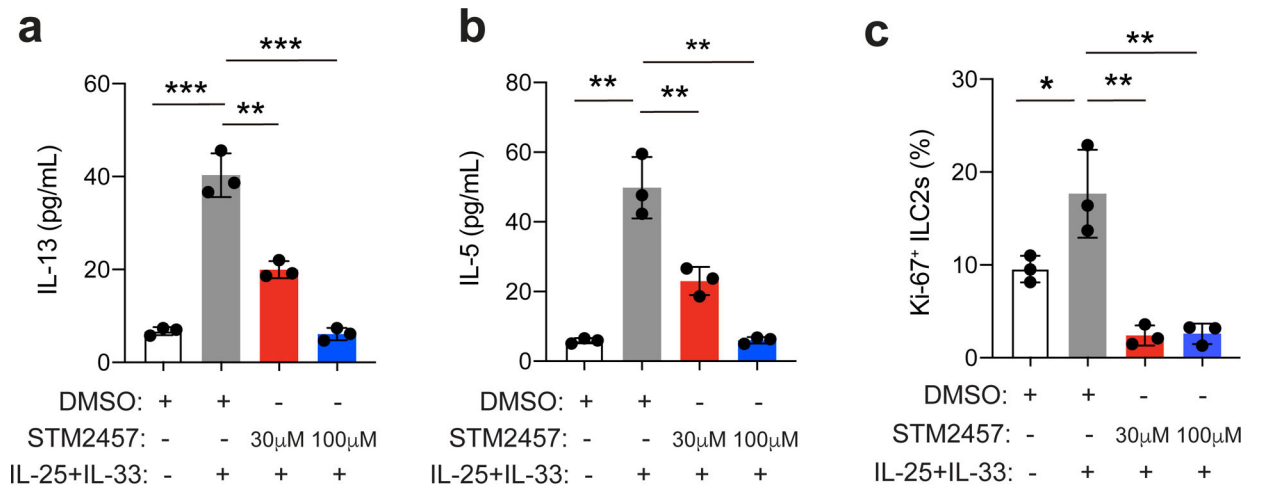 a
***
***
**
60
40
20
0
IL-13 (pg/mL)
DMSO: + + - -
STM2457: - - 30μM 100μM
IL-25+IL-33: - + + +
b
**
**
**
80
60
40
20
0
IL-5 (pg/mL)
DMSO: + + - -
STM2457: - - 30μM 100μM
IL-25+IL-33: - + + +
c
**
*
**
30
20
10
0
Ki-67⁺ ILC2s (%)
DMSO: + + - -
STM2457: - - 30μM 100μM
IL-25+IL-33: - + + +